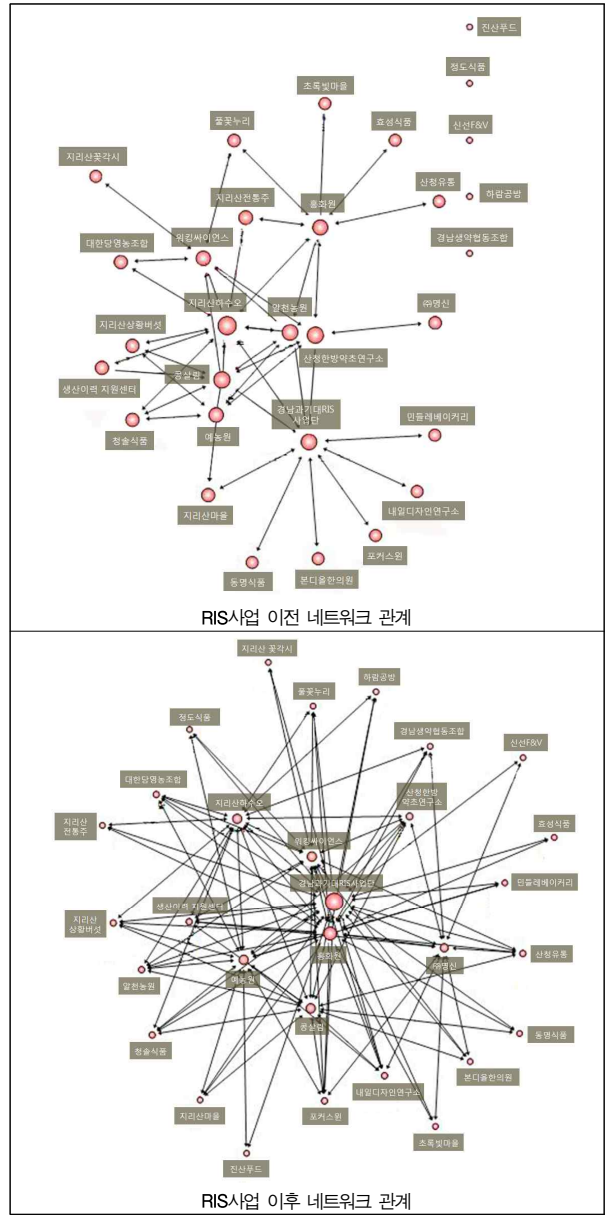 진산푸드
정도식품
초록빛마을
신선F&V
풀꽃누리
효성식품
지리산꽃각시
산청유통
하람공방
지리산전통주
홍화원
대한당영농조합
워킹싸이언스
경남생약협동조합
지리산하수오
알천농원
㈜명신
지리산상황버섯
산청한방약초연구소
생산이력 지원센터
콩살림
경남과기대RIS
사업단
청솔식품
예농원
민들레베이커리
지리산마을
내일디자인연구소
포커스원
동명식품
본디올한의원
RIS사업 이전 네트워크 관계
지리산 꽃각시
하람공방
풀꽃누리
정도식품
경남생약협동조합
신선F&V
대한당영농조합
지리산하수오
산청한방
약초연구소
지리산
전통주
워킹싸이언스
효성식품
경남과기대RIS사업단
민들레베이커리
생산이력 지원센터
지리산
상황버섯
홍화원
산청유통
알천농원
예농원
㈜명신
콩살림
청솔식품
동명식품
본디올한의원
내일디자인연구소
지리산마을
포커스원
초록빛마을
진산푸드
RIS사업 이후 네트워크 관계